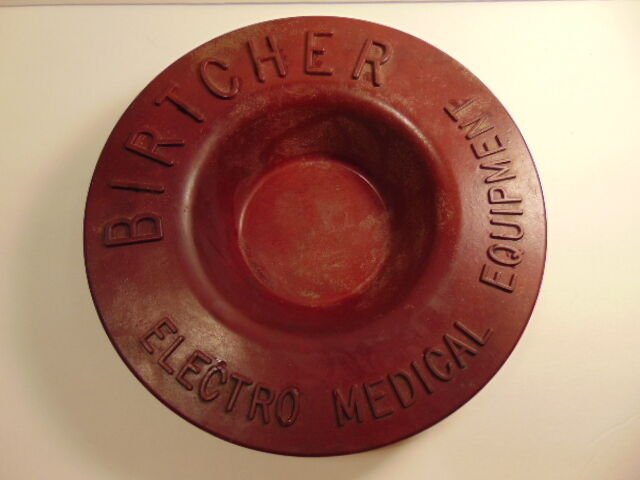 BIRTCHER
ELECTRO MEDICAL EQUIPMENT